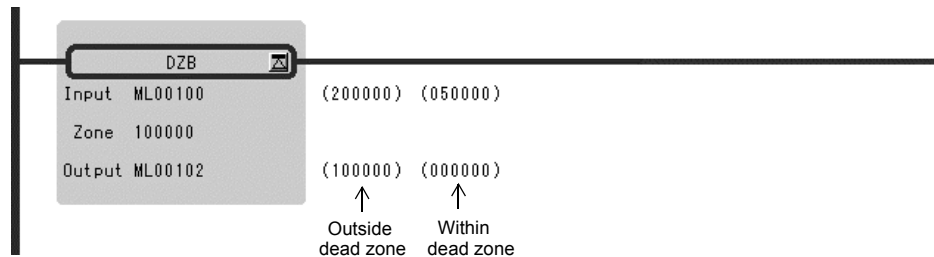 DZB
Input ML00100 (200000) (050000)
Zone 100000
Output ML00102 (100000) (000000)
Outside dead zone
Within dead zone